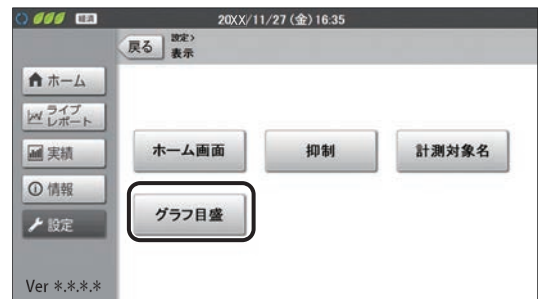 経済
20XX/11/27 (金) 16:35
戻る
設定>
表示
ホーム
ライブ
レポート
実績
情報
設定
ホーム画面
抑制
計測対象名
グラフ目盛
Ver *.*.*.*